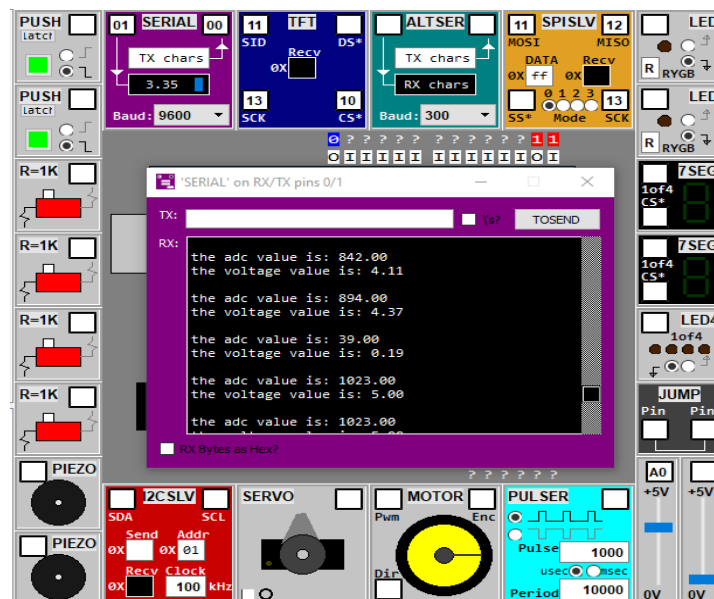 PUSH
Latch
PUSH
Latch
R=1K
R=1K
R=1K
R=1K
PIEZO
PIEZO
01 SERIAL 00
TX chars
3.35
Baud: 9600
11 TFT
SID DS*
Recv
0X
13 10
SCK CS*
ALTSER
TX chars
RX chars
Baud: 300
11 SPISLV 12
MOSI MISO
DATA Recv
0X ff 0X
0 1 2 3 13
SS* Mode SCK
LED
R RYGB
LED
R RYGB
7SEG
1of4
CS*
7SEG
1of4
CS*
LED4
1of4
JUMP
Pin Pin
A0
+5V +5V
0V 0V
0 ? ? ? ? ? ? ? ? ? ? ? 1 1
O I I I I I I I I I I I O I
'SERIAL' on RX/TX pins 0/1
TX: \'s? TOSEND
RX:
the adc value is: 842.00
the voltage value is: 4.11
the adc value is: 894.00
the voltage value is: 4.37
the adc value is: 39.00
the voltage value is: 0.19
the adc value is: 1023.00
the voltage value is: 5.00
the adc value is: 1023.00
RX Bytes as Hex?
? ? ? ? ? ?
I2CSLV
SDA SCL
Send Addr
0X 0X 01
Recv Clock
0X 100 kHz
SERVO
MOTOR
Pwm Enc
Dir
PULSER
Pulse 1000
usec msec
Period 10000